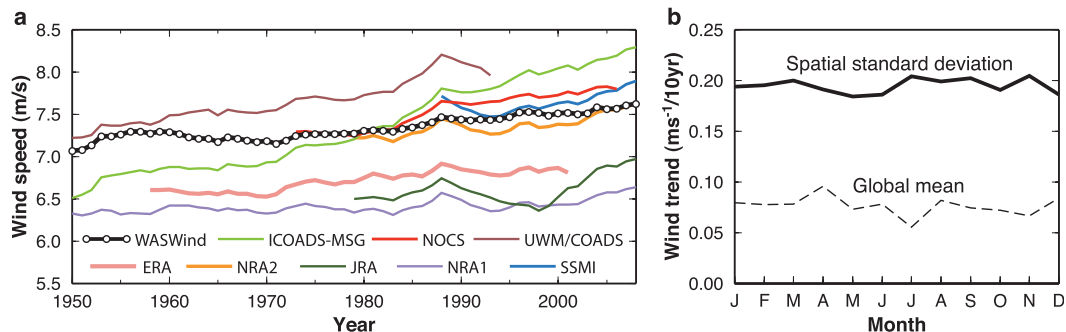 a
8.5
8.0
7.5
7.0
6.5
6.0
5.5
Wind speed (m/s)
WASWind ICOADS-MSG NOCS UWM/COADS
ERA NRA2 JRA NRA1 SSMI
1950 1960 1970 1980 1990 2000
Year
b
0.25
0.20
0.15
0.10
0.05
0.00
Wind trend (ms⁻¹/10yr)
Spatial standard deviation
Global mean
J F M A M J J A S O N D
Month